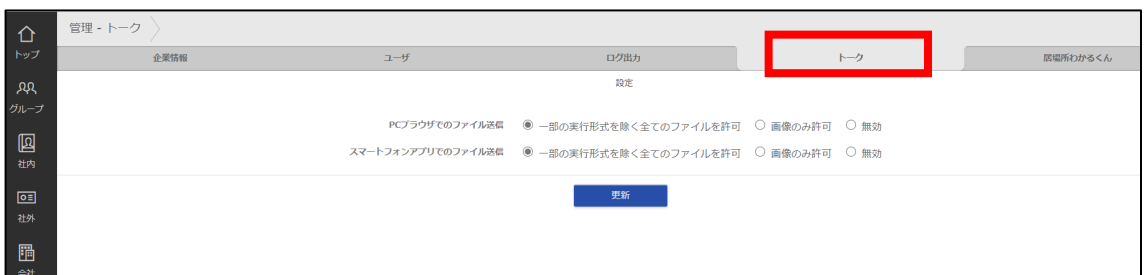 管理 - トーク
トップ
グループ
社内
社外
会社
企業情報 ユーザ ログ出力 トーク 居場所わかるくん
設定
PCブラウザでのファイル送信 一部の実行形式を除く全てのファイルを許可 画像のみ許可 無効
スマートフォンアプリでのファイル送信 一部の実行形式を除く全てのファイルを許可 画像のみ許可 無効
更新